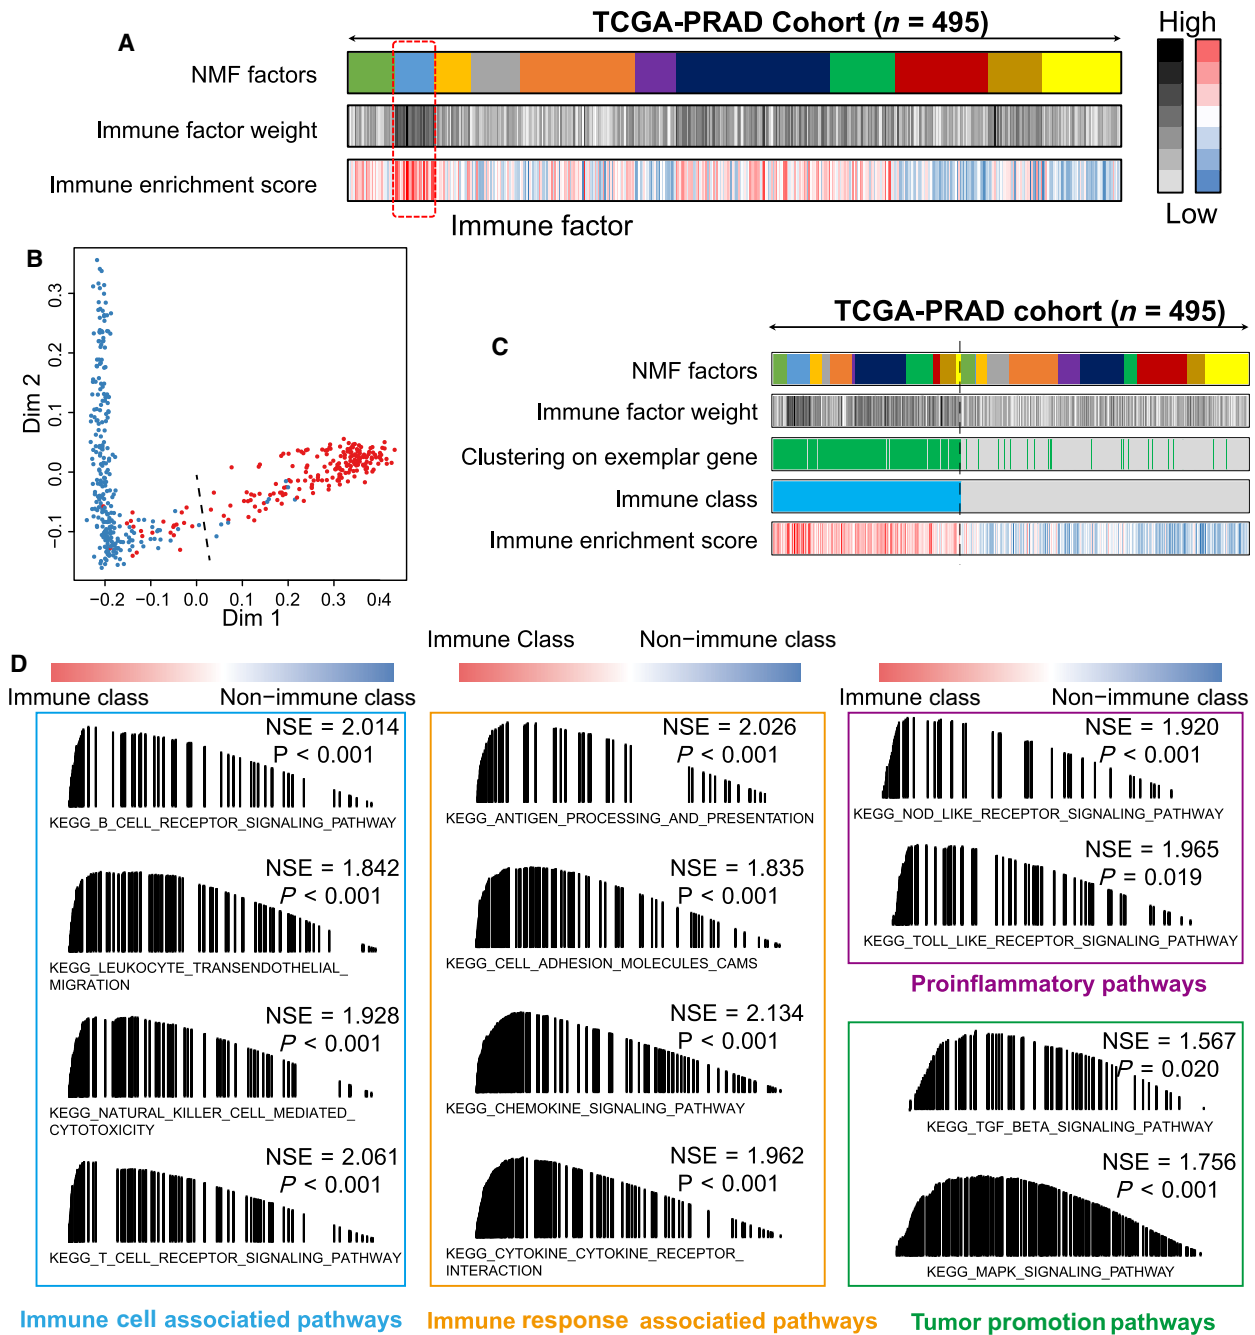 A
TCGA-PRAD Cohort (n = 495)
High
NMF factors
Immune factor weight
Immune enrichment score
Low
Immune factor
B
Dim 2
0.3
0.2
0.1
0.0
−0.1
−0.2 −0.1 0.0 0.1 0.2 0.3 0.4
Dim 1
C
TCGA-PRAD cohort (n = 495)
NMF factors
Immune factor weight
Clustering on exemplar gene
Immune class
Immune enrichment score
D
Immune class Non−immune class
NSE = 2.014
P < 0.001
KEGG_B_CELL_RECEPTOR_SIGNALING_PATHWAY
NSE = 1.842
P < 0.001
KEGG_LEUKOCYTE_TRANSENDOTHELIAL_
MIGRATION
NSE = 1.928
P < 0.001
KEGG_NATURAL_KILLER_CELL_MEDIATED_
CYTOTOXICITY
NSE = 2.061
P < 0.001
KEGG_T_CELL_RECEPTOR_SIGNALING_PATHWAY
Immune cell associatied pathways
Immune Class Non−immune class
NSE = 2.026
P < 0.001
KEGG_ANTIGEN_PROCESSING_AND_PRESENTATION
NSE = 1.835
P < 0.001
KEGG_CELL_ADHESION_MOLECULES_CAMS
NSE = 2.134
P < 0.001
KEGG_CHEMOKINE_SIGNALING_PATHWAY
NSE = 1.962
P < 0.001
KEGG_CYTOKINE_CYTOKINE_RECEPTOR_
INTERACTION
Immune response associatied pathways
Immune class Non−immune class
NSE = 1.920
P < 0.001
KEGG_NOD_LIKE_RECEPTOR_SIGNALING_PATHWAY
NSE = 1.965
P = 0.019
KEGG_TOLL_LIKE_RECEPTOR_SIGNALING_PATHWAY
Proinflammatory pathways
NSE = 1.567
P = 0.020
KEGG_TGF_BETA_SIGNALING_PATHWAY
NSE = 1.756
P < 0.001
KEGG_MAPK_SIGNALING_PATHWAY
Tumor promotion pathways